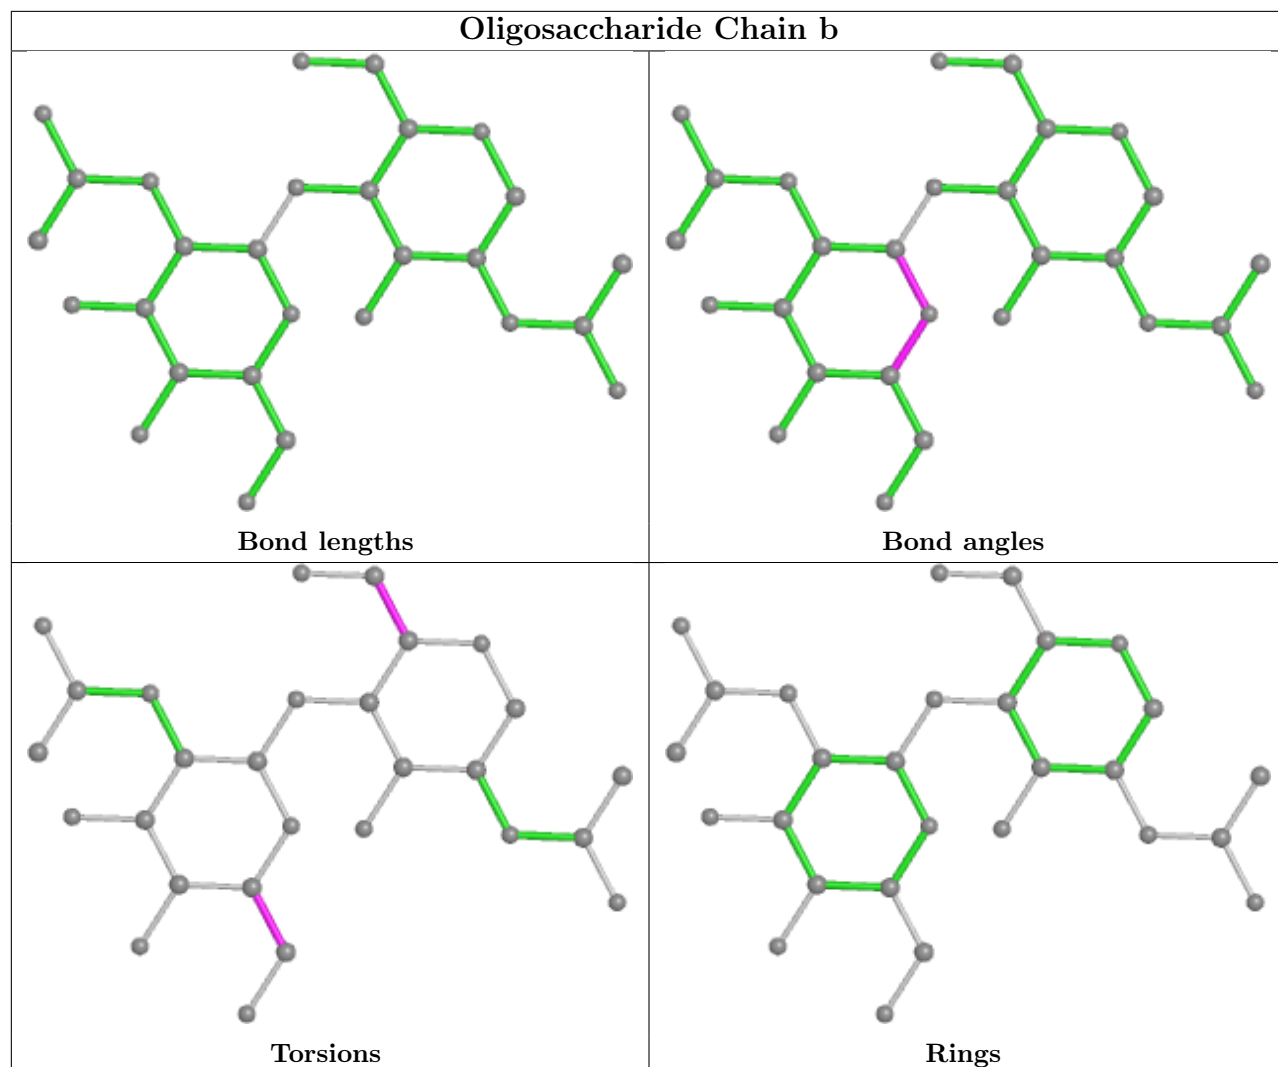 Oligosaccharide Chain b
Bond lengths
Bond angles
Torsions
Rings